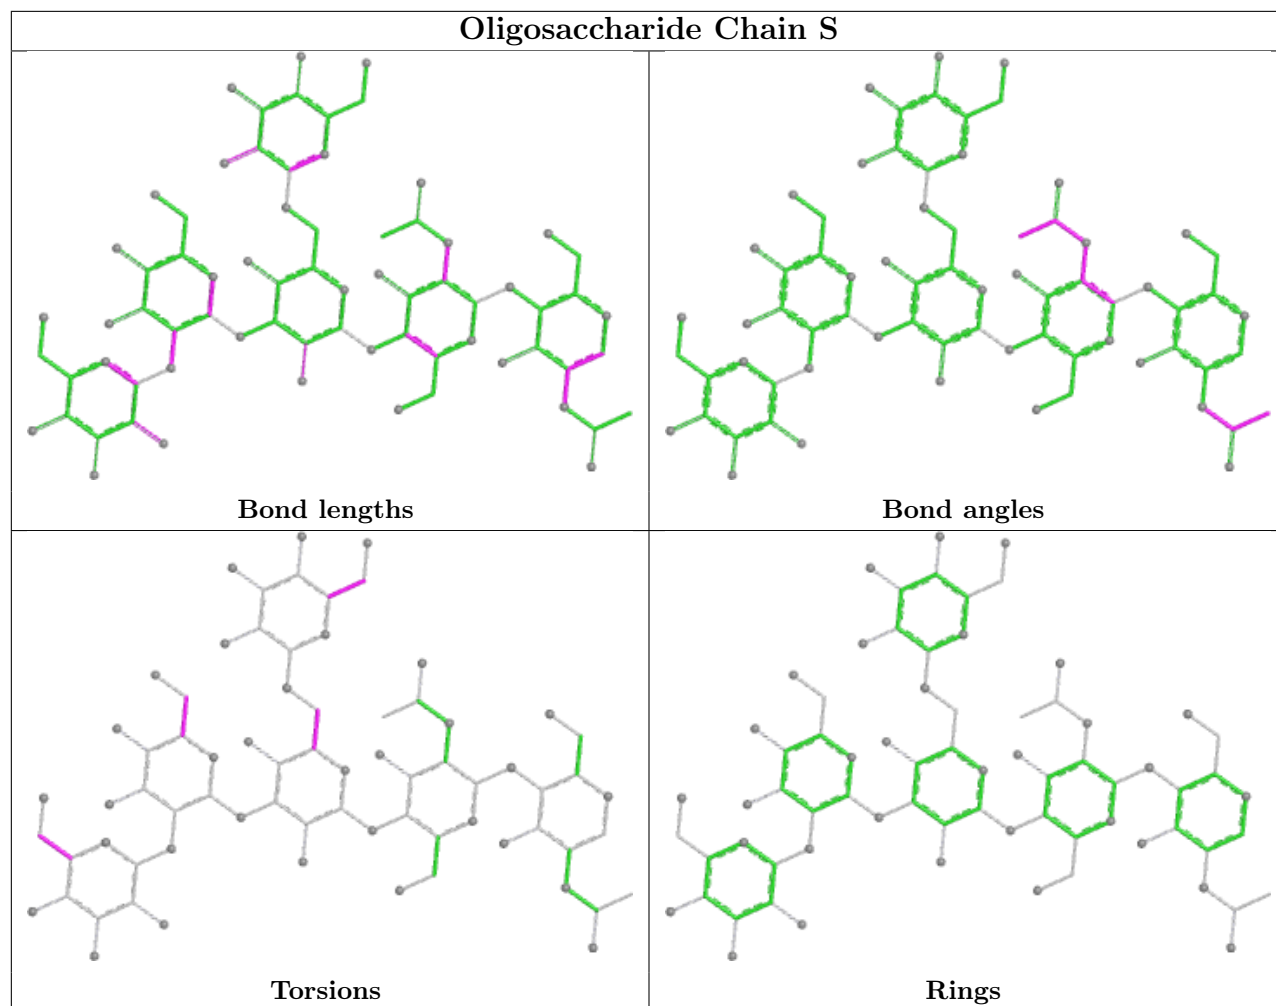 Oligosaccharide Chain S
Bond lengths
Bond angles
Torsions
Rings